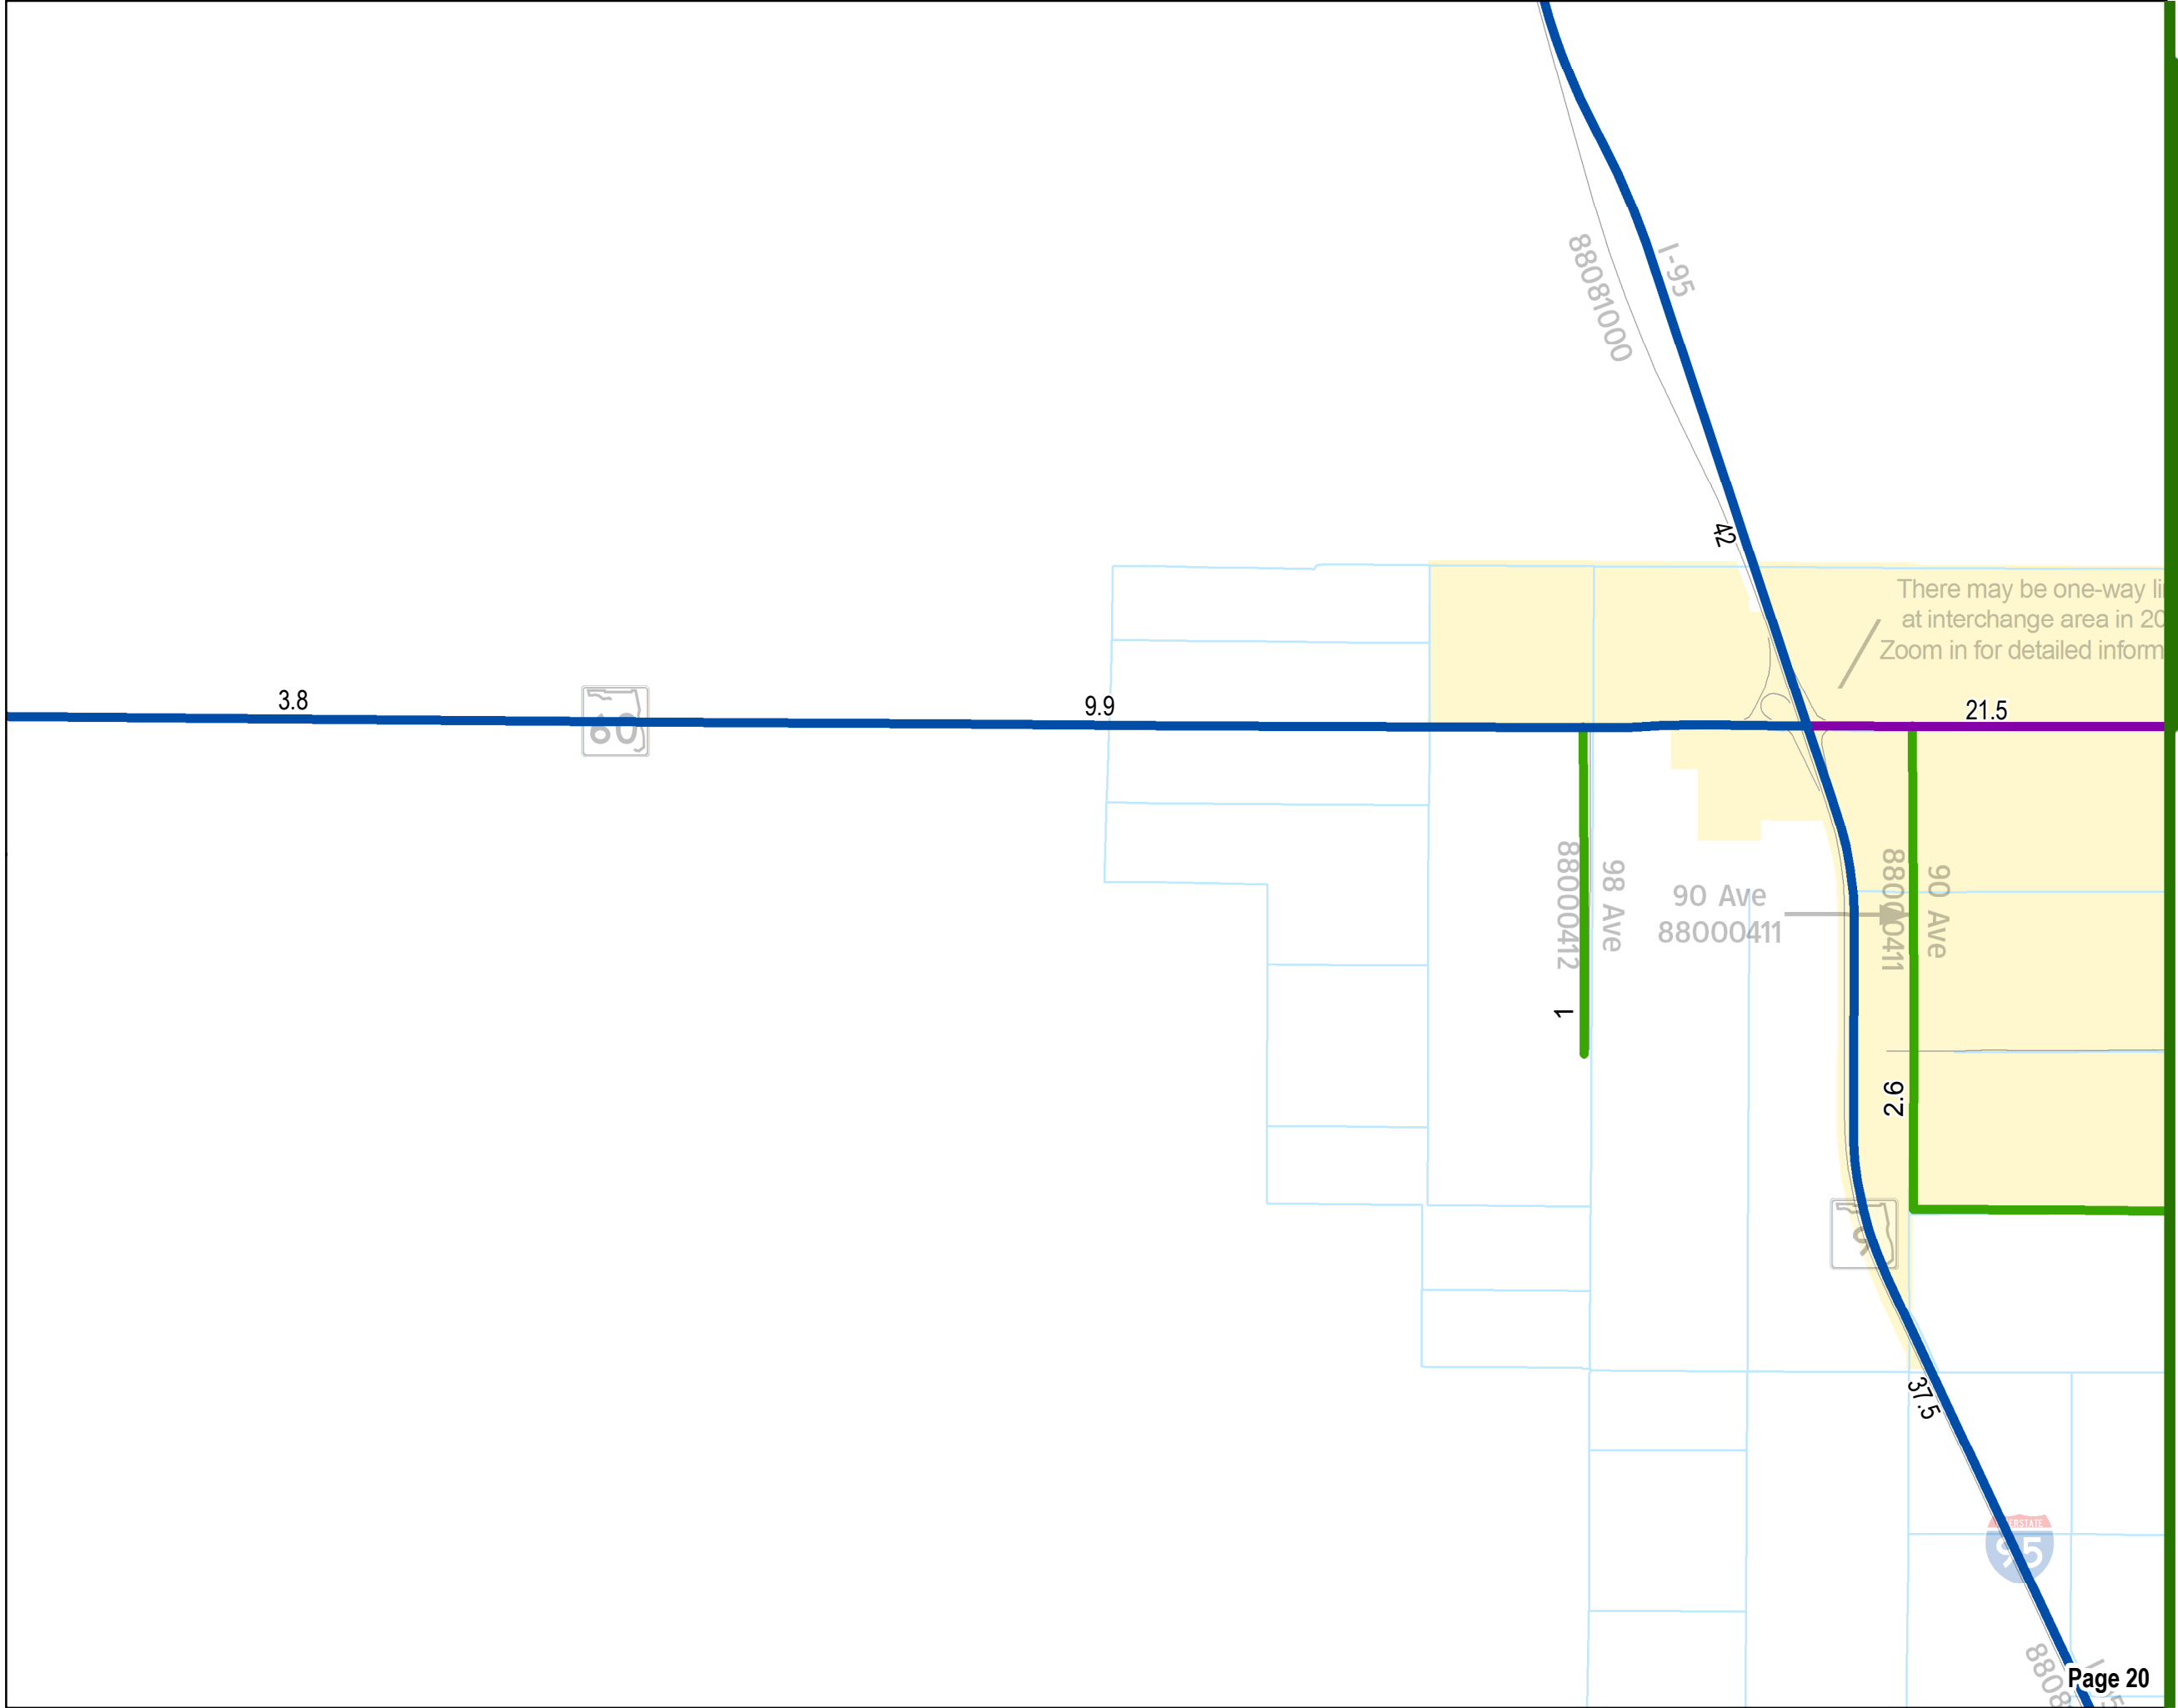 I-95
88081000
42
There may be one-way li
at interchange area in 20
Zoom in for detailed inform
3.8
60
9.9
21.5
88000412
98 Ave
90 Ave
88000411
88000411
90 Ave
1
2.6
37.5
95
8808
Page 20